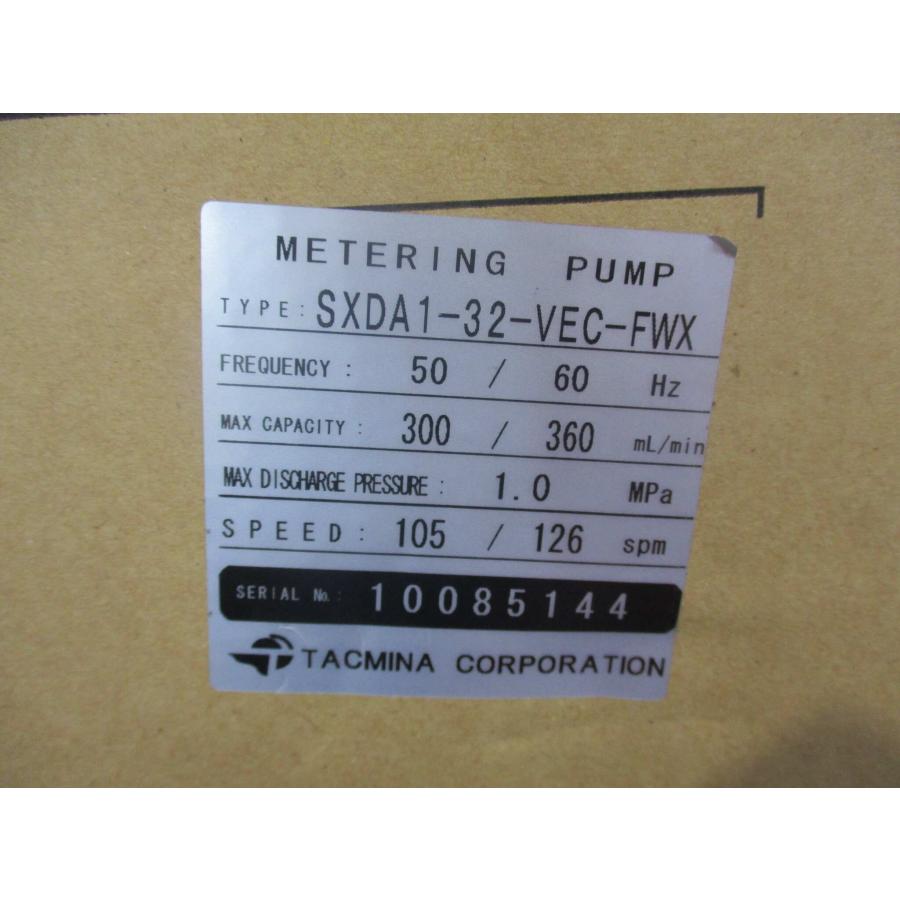 METERING PUMP
TYPE: SXDA1-32-VEC-FWX
FREQUENCY : 50 / 60 Hz
MAX CAPACITY : 300 / 360 mL/min
MAX DISCHARGE PRESSURE : 1.0 MPa
SPEED : 105 / 126 spm
SERIAL No. : 10085144
TACMINA CORPORATION